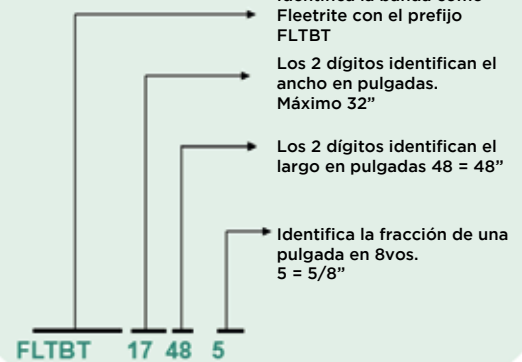 Fleetrite con el prefijo
FLTBT
Los 2 dígitos identifican el
ancho en pulgadas.
Máximo 32”
Los 2 dígitos identifican el
largo en pulgadas 48 = 48”
Identifica la fracción de una
pulgada en 8vos.
5 = 5/8”
FLTBT 17 48 5